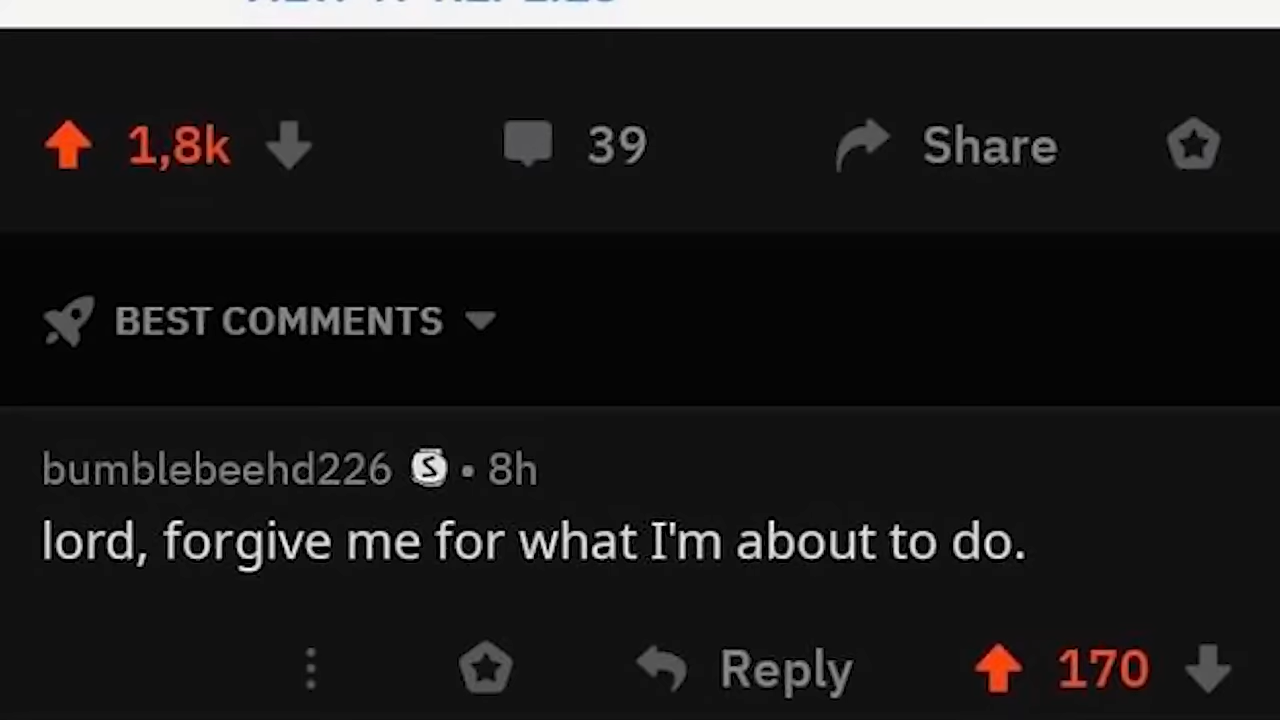 1,8k 39 Share
BEST COMMENTS
bumblebeehd226 S • 8h
lord, forgive me for what I'm about to do.
Reply 170